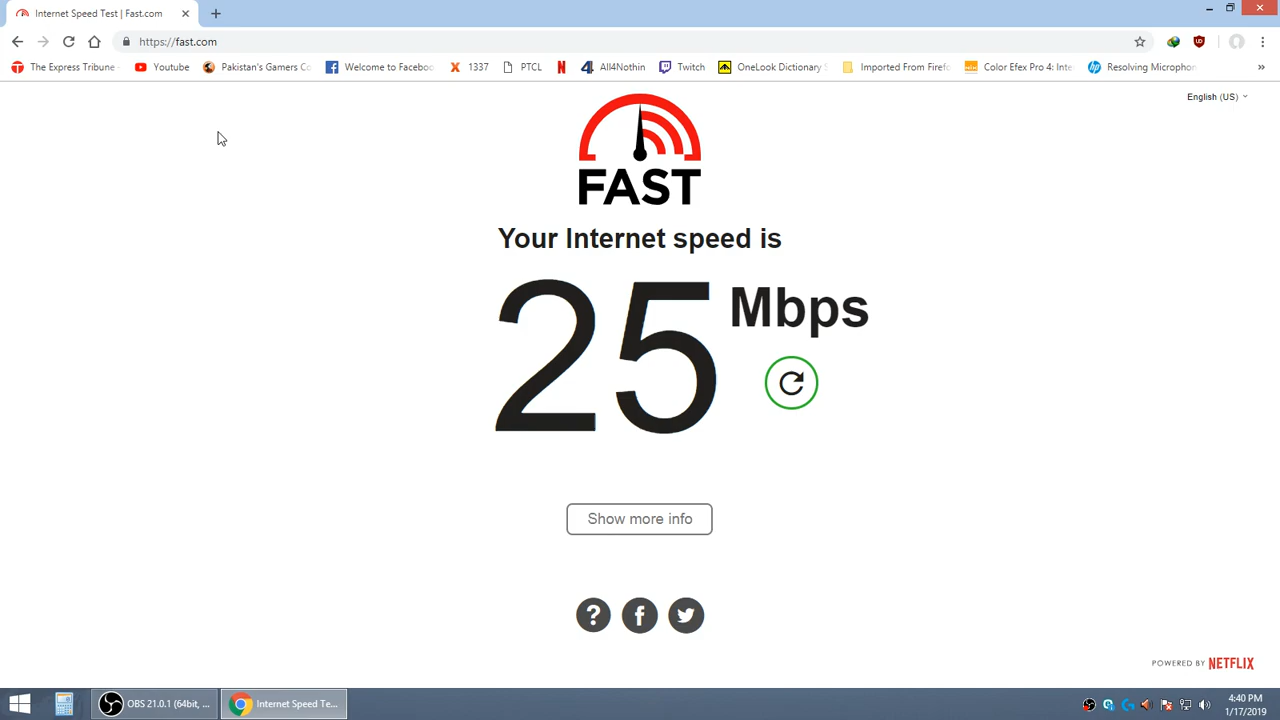 Internet Speed Test | Fast.com
https://fast.com
The Express Tribune
Youtube
Pakistan's Gamers Co
Welcome to Faceboo
1337
PTCL
All4Nothin
Twitch
OneLook Dictionary S
Imported From Firefo
Color Efex Pro 4: Inte
Resolving Microphon
English (US)
FAST
Your Internet speed is
25 Mbps
Show more info
POWERED BY NETFLIX
OBS 21.0.1 (64bit, ...
Internet Speed Te...
4:40 PM
1/17/2019